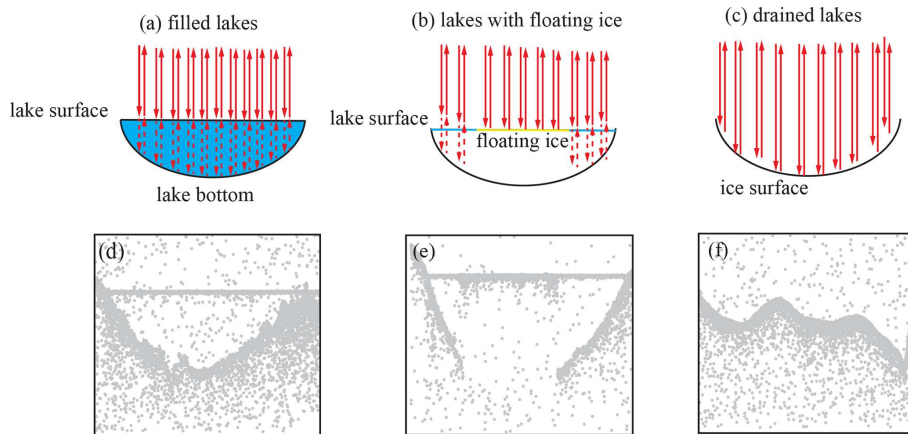 (a) filled lakes
(b) lakes with floating ice
(c) drained lakes
lake surface
lake surface
floating ice
lake bottom
ice surface
(d)
(e)
(f)